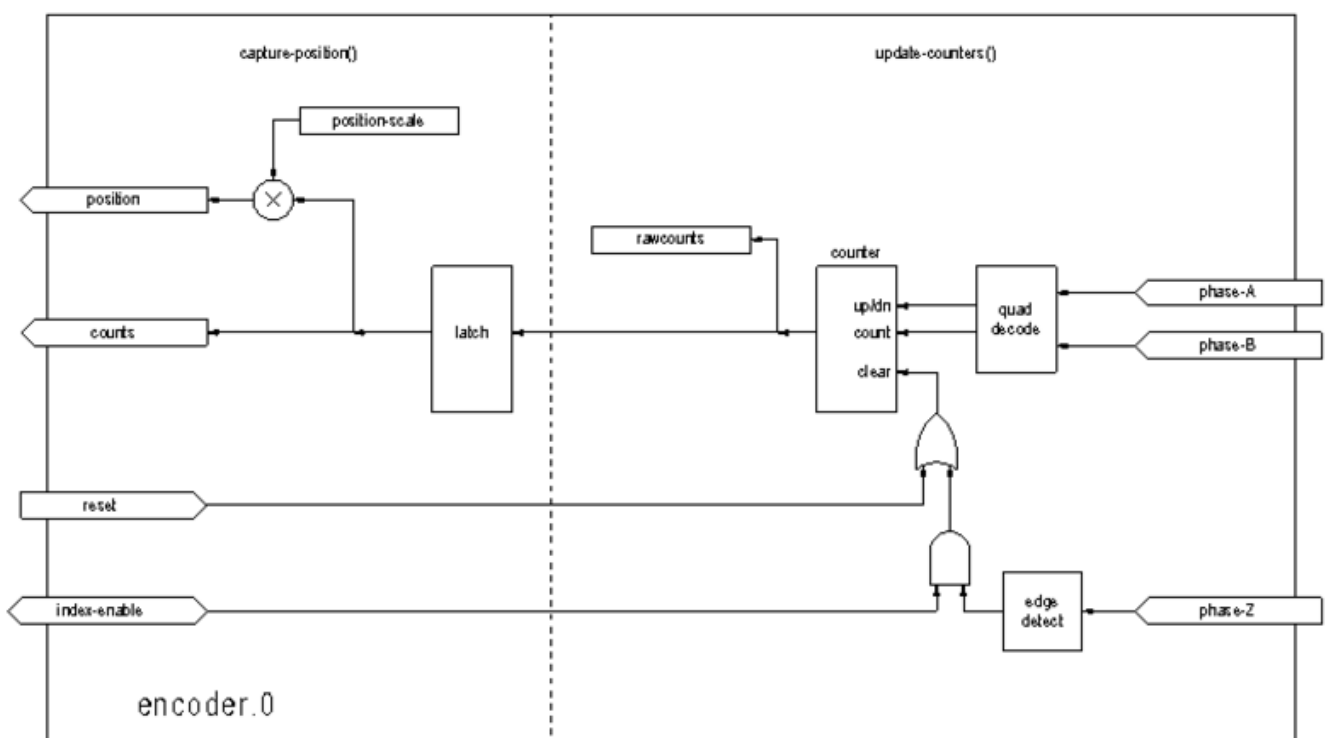 capture-position()
update-counters()
position-scale
position
rawcounts
counter
up/dn
quad
decode
phase-A
counts
latch
count
phase-B
clear
reset
index-enable
edge
detect
phase-Z
encoder.0